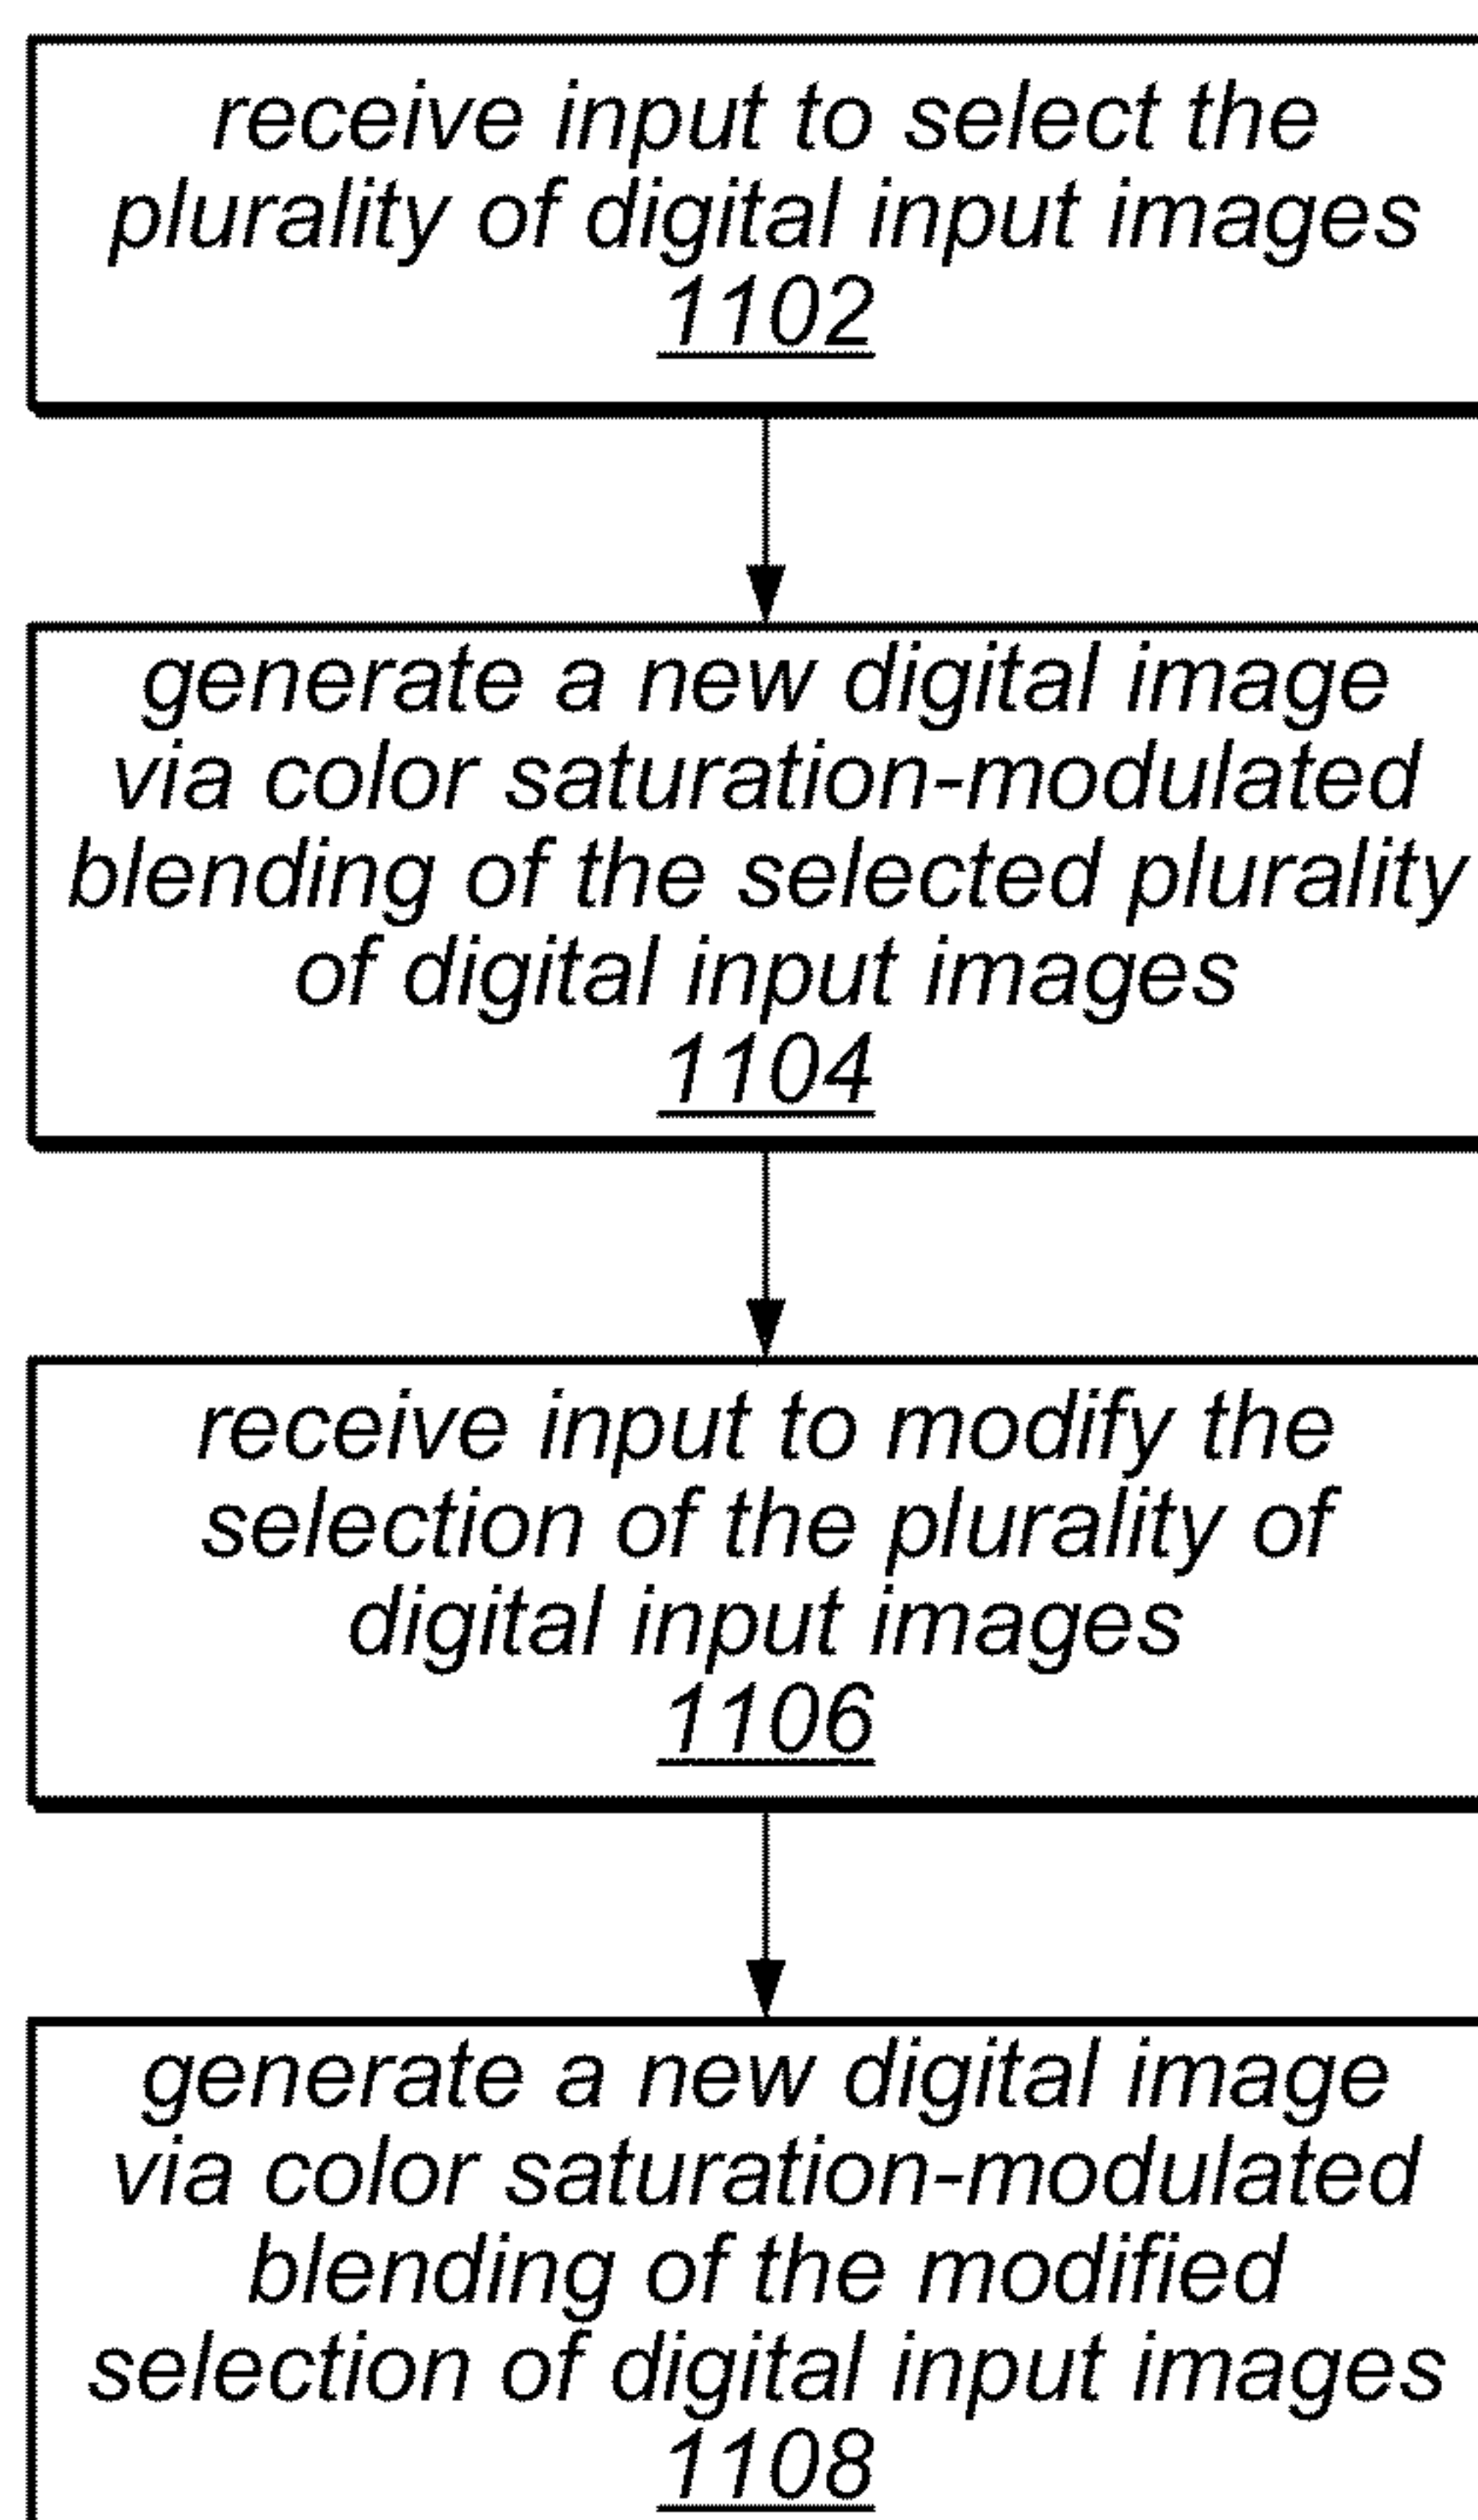 receive input to select the
plurality of digital input images
1102
generate a new digital image
via color saturation-modulated
blending of the selected plurality
of digital input images
1104
receive input to modify the
selection of the plurality of
digital input images
1106
generate a new digital image
via color saturation-modulated
blending of the modified
selection of digital input images
1108